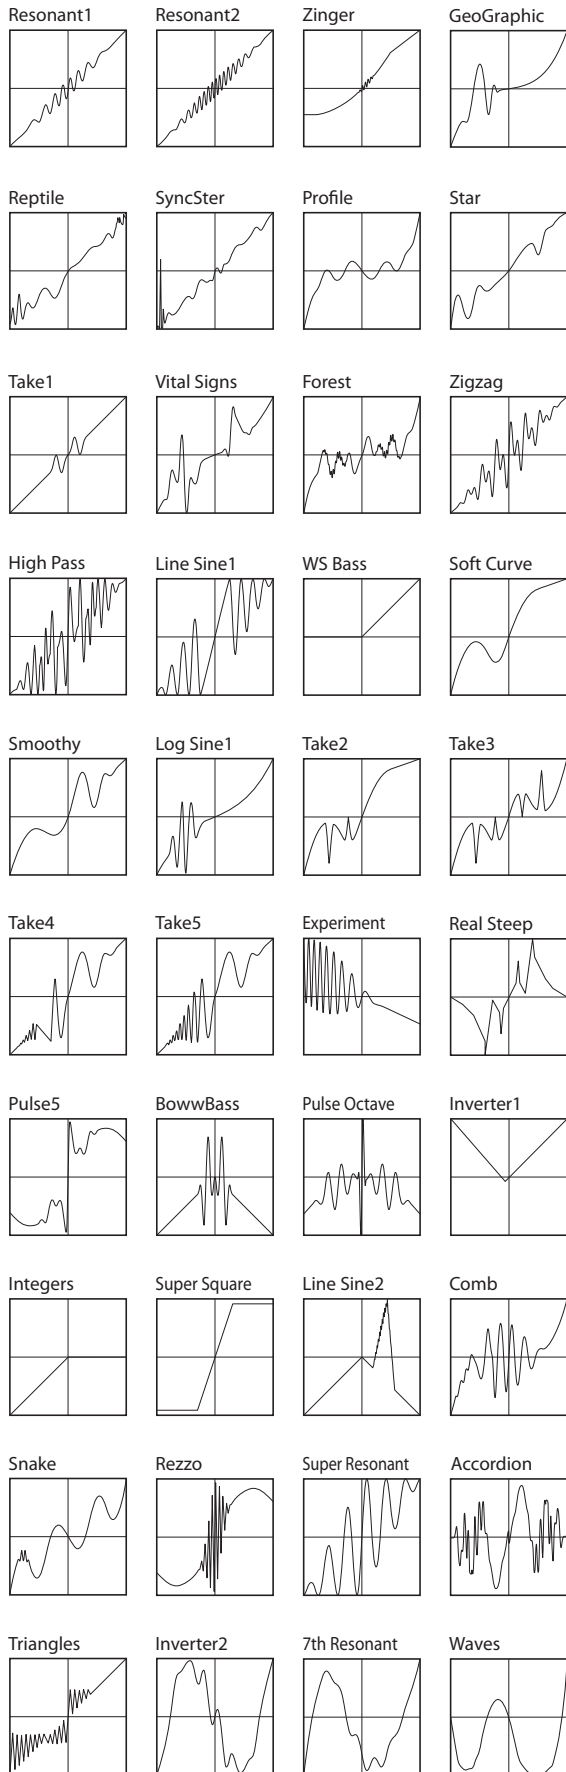 Resonant1 Resonant2 Zinger GeoGraphic
Reptile SyncSter Profile Star
Take1 Vital Signs Forest Zigzag
High Pass Line Sine1 WS Bass Soft Curve
Smoothy Log Sine1 Take2 Take3
Take4 Take5 Experiment Real Steep
Pulse5 BowwBass Pulse Octave Inverter1
Integers Super Square Line Sine2 Comb
Snake Rezzo Super Resonant Accordion
Triangles Inverter2 7th Resonant Waves